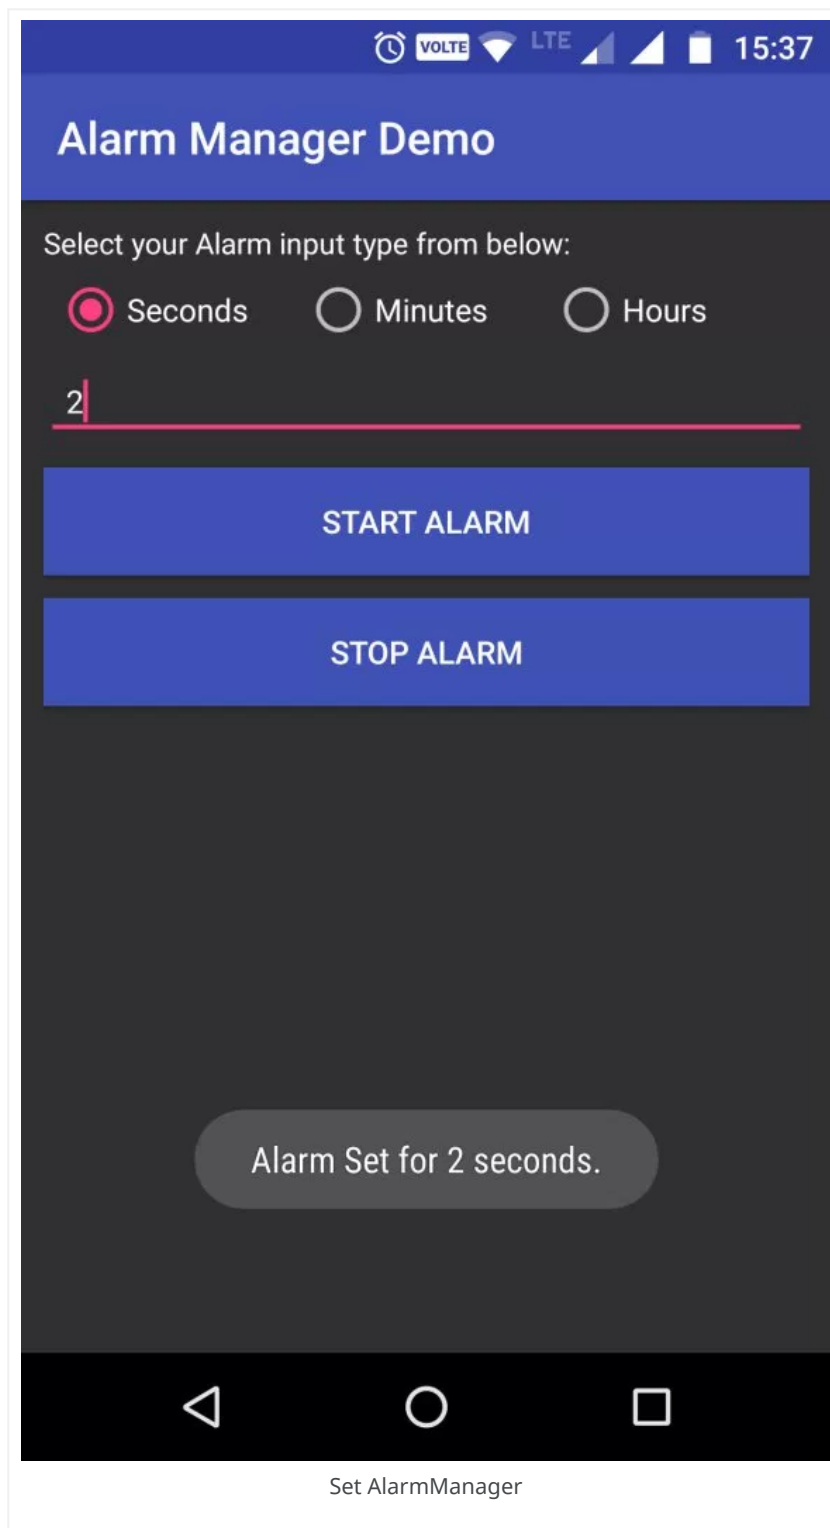 VOLTE LTE 15:37
Alarm Manager Demo
Select your Alarm input type from below:
Seconds Minutes Hours
2
START ALARM
STOP ALARM
Alarm Set for 2 seconds.
Set AlarmManager